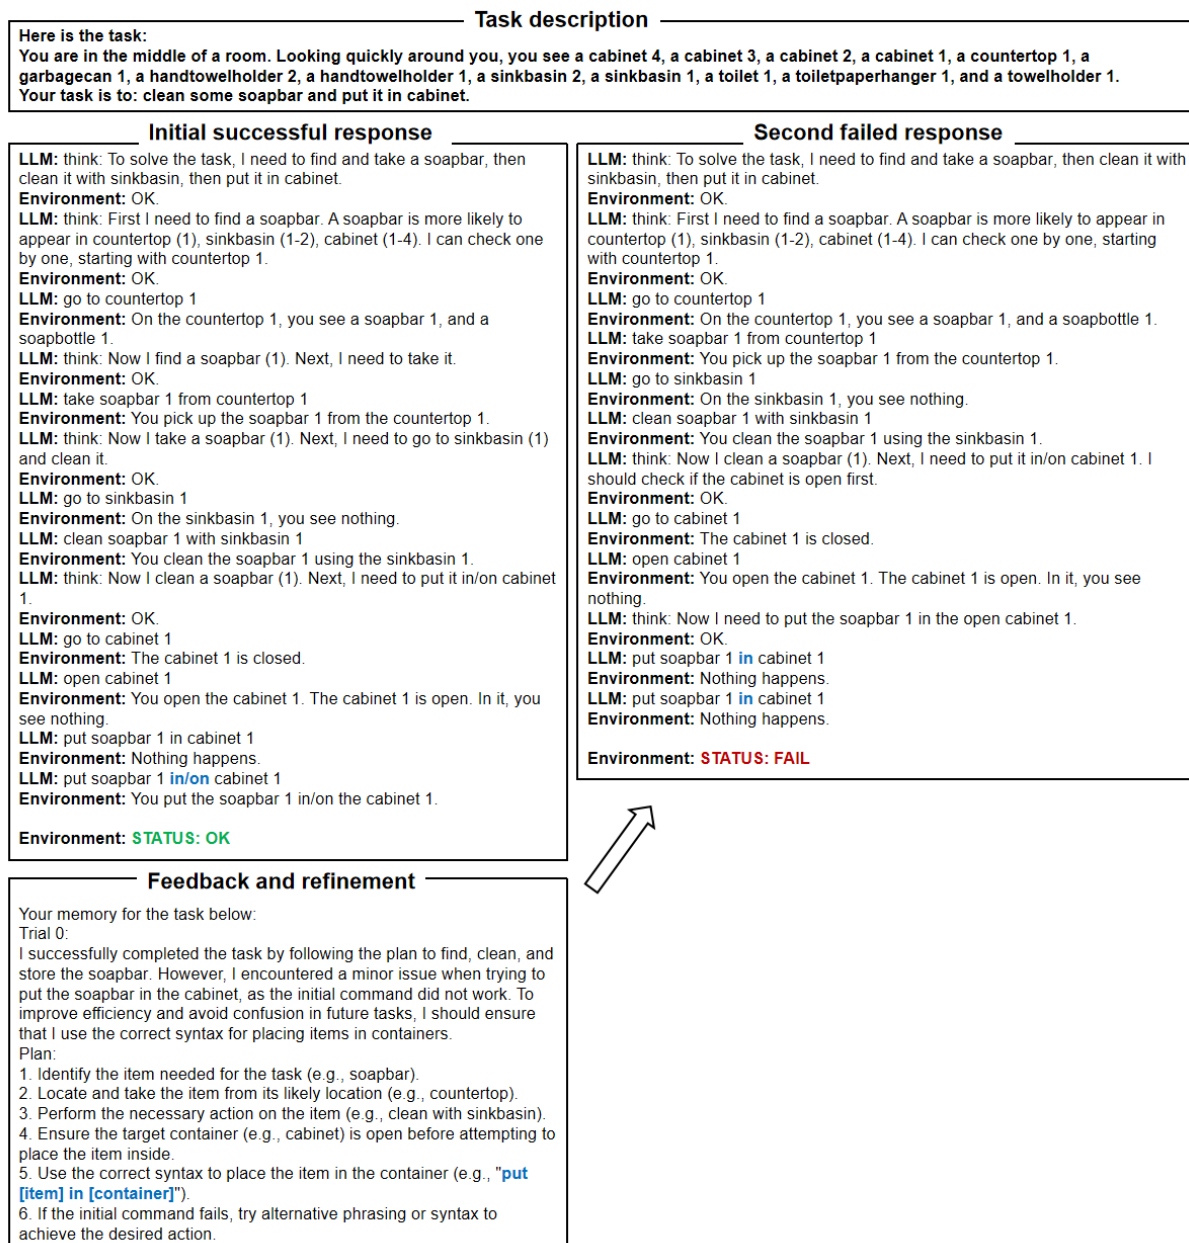 Task description
Here is the task:
You are in the middle of a room. Looking quickly around you, you see a cabinet 4, a cabinet 3, a cabinet 2, a cabinet 1, a countertop 1, a
garbagecan 1, a handtowelholder 2, a handtowelholder 1, a sinkbasin 2, a sinkbasin 1, a toilet 1, a toiletpaperhanger 1, and a towelholder 1.
Your task is to: clean some soapbar and put it in cabinet.
Initial successful response
LLM: think: To solve the task, I need to find and take a soapbar, then
clean it with sinkbasin, then put it in cabinet.
Environment: OK.
LLM: think: First I need to find a soapbar. A soapbar is more likely to
appear in countertop (1), sinkbasin (1-2), cabinet (1-4). I can check one
by one, starting with countertop 1.
Environment: OK.
LLM: go to countertop 1
Environment: On the countertop 1, you see a soapbar 1, and a
soapbottle 1.
LLM: think: Now I find a soapbar (1). Next, I need to take it.
Environment: OK.
LLM: take soapbar 1 from countertop 1
Environment: You pick up the soapbar 1 from the countertop 1.
LLM: think: Now I take a soapbar (1). Next, I need to go to sinkbasin (1)
and clean it.
Environment: OK.
LLM: go to sinkbasin 1
Environment: On the sinkbasin 1, you see nothing.
LLM: clean soapbar 1 with sinkbasin 1
Environment: You clean the soapbar 1 using the sinkbasin 1.
LLM: think: Now I clean a soapbar (1). Next, I need to put it in/on cabinet
1.
Environment: OK.
LLM: go to cabinet 1
Environment: The cabinet 1 is closed.
LLM: open cabinet 1
Environment: You open the cabinet 1. The cabinet 1 is open. In it, you
see nothing.
LLM: put soapbar 1 in cabinet 1
Environment: Nothing happens.
LLM: put soapbar 1 in/on cabinet 1
Environment: You put the soapbar 1 in/on the cabinet 1.
Environment: STATUS: OK
Second failed response
LLM: think: To solve the task, I need to find and take a soapbar, then clean it with
sinkbasin, then put it in cabinet.
Environment: OK.
LLM: think: First I need to find a soapbar. A soapbar is more likely to appear in
countertop (1), sinkbasin (1-2), cabinet (1-4). I can check one by one, starting
with countertop 1.
Environment: OK.
LLM: go to countertop 1
Environment: On the countertop 1, you see a soapbar 1, and a soapbottle 1.
LLM: take soapbar 1 from countertop 1
Environment: You pick up the soapbar 1 from the countertop 1.
LLM: go to sinkbasin 1
Environment: On the sinkbasin 1, you see nothing.
LLM: clean soapbar 1 with sinkbasin 1
Environment: You clean the soapbar 1 using the sinkbasin 1.
LLM: think: Now I clean a soapbar (1). Next, I need to put it in/on cabinet 1. I
should check if the cabinet is open first.
Environment: OK.
LLM: go to cabinet 1
Environment: The cabinet 1 is closed.
LLM: open cabinet 1
Environment: You open the cabinet 1. The cabinet 1 is open. In it, you see
nothing.
LLM: think: Now I need to put the soapbar 1 in the open cabinet 1.
Environment: OK.
LLM: put soapbar 1 in cabinet 1
Environment: Nothing happens.
LLM: put soapbar 1 in cabinet 1
Environment: Nothing happens.
Environment: STATUS: FAIL
Feedback and refinement
Your memory for the task below:
Trial 0:
I successfully completed the task by following the plan to find, clean, and
store the soapbar. However, I encountered a minor issue when trying to
put the soapbar in the cabinet, as the initial command did not work. To
improve efficiency and avoid confusion in future tasks, I should ensure
that I use the correct syntax for placing items in containers.
Plan:
1. Identify the item needed for the task (e.g., soapbar).
2. Locate and take the item from its likely location (e.g., countertop).
3. Perform the necessary action on the item (e.g., clean with sinkbasin).
4. Ensure the target container (e.g., cabinet) is open before attempting to
place the item inside.
5. Use the correct syntax to place the item in the container (e.g., "put
[item] in [container]").
6. If the initial command fails, try alternative phrasing or syntax to
achieve the desired action.